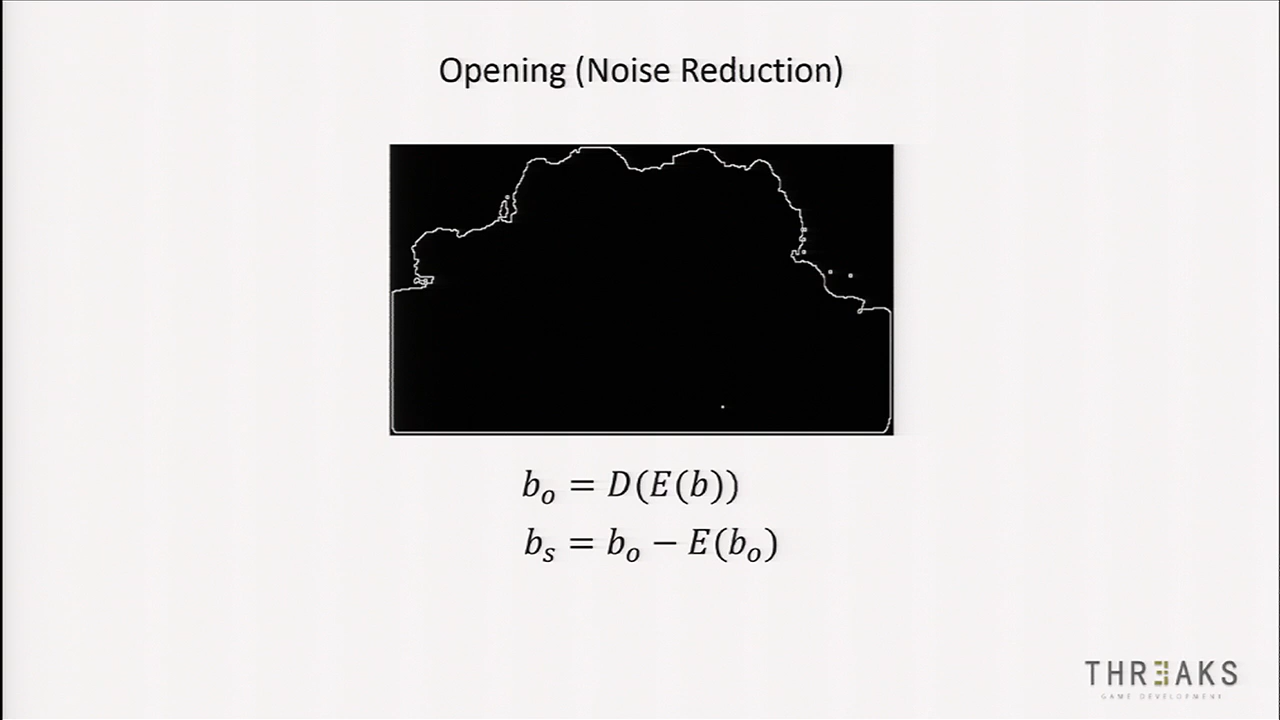 Opening (Noise Reduction)
b_o = D(E(b))
b_s = b_o − E(b_o)
THREAKS
GAME DEVELOPMENT